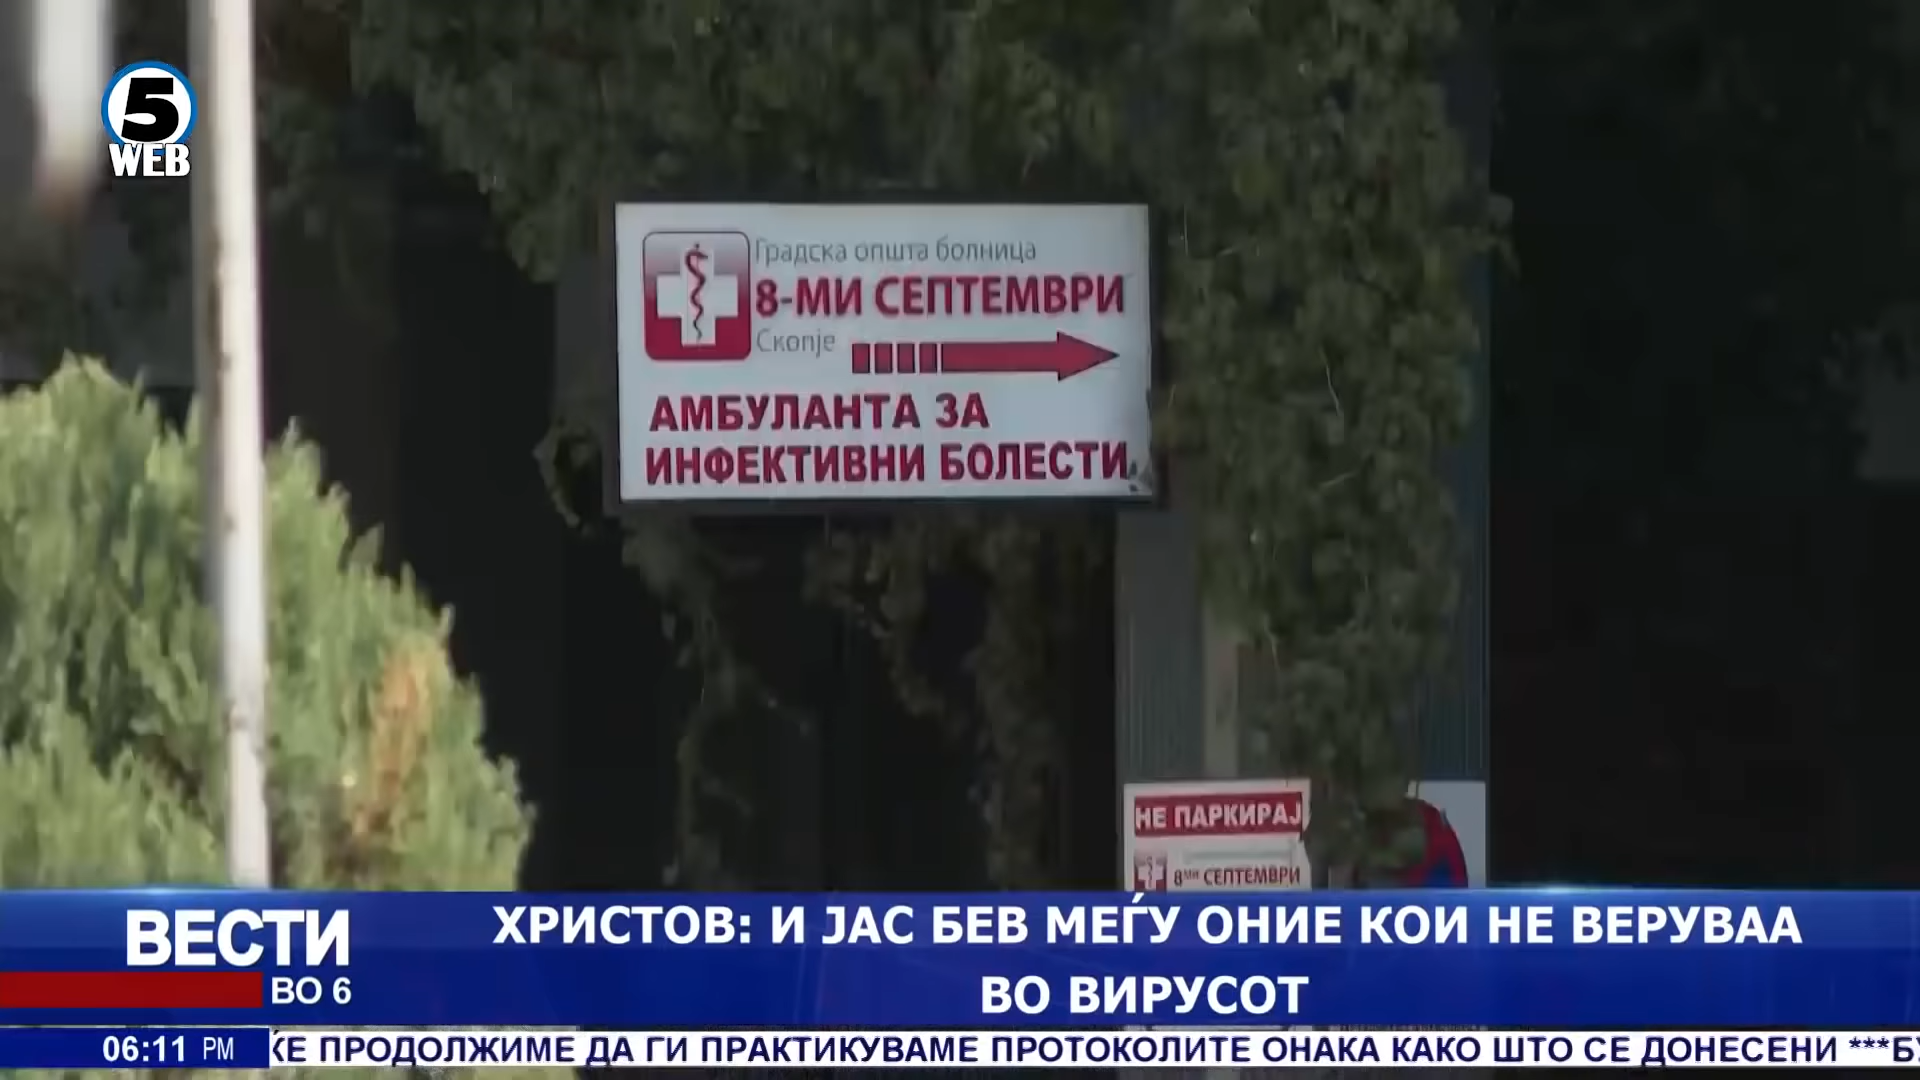 5
WEB
Градска општа болница
8-МИ СЕПТЕМВРИ
Скопје
АМБУЛАНТА ЗА
ИНФЕКТИВНИ БОЛЕСТИ
НЕ ПАРКИРАЈ
8МИ СЕПТЕМВРИ
ВЕСТИ
ВО 6
ХРИСТОВ: И ЈАС БЕВ МЕЃУ ОНИЕ КОИ НЕ ВЕРУВАА
ВО ВИРУСОТ
06:11 PM
ЌЕ ПРОДОЛЖИМЕ ДА ГИ ПРАКТИКУВАМЕ ПРОТОКОЛИТЕ ОНАКА КАКО ШТО СЕ ДОНЕСЕНИ ***